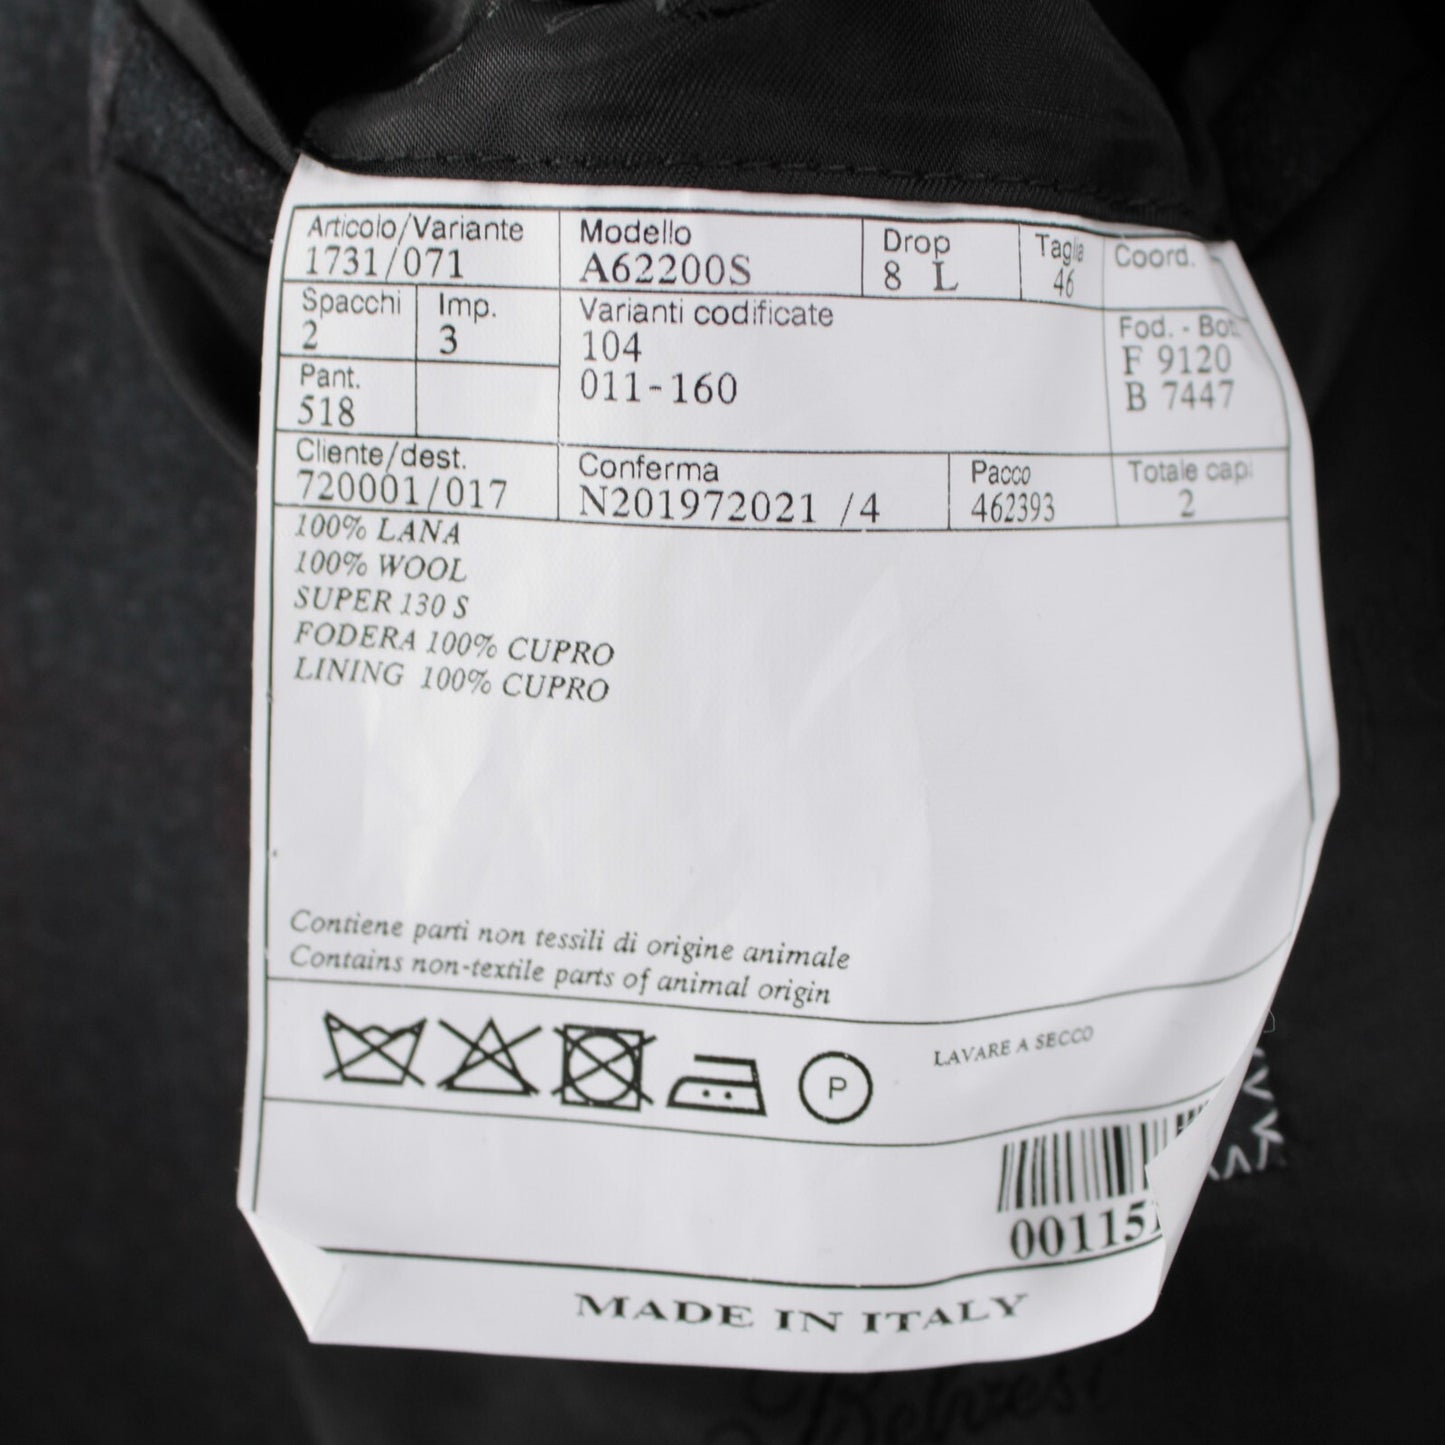 Articolo/Variante Modello Drop Taglia Coord.
1731/071 A62200S 8 L 46
Spacchi Imp. Varianti codificate Fod. - Bot.
2 3 104 F 9120
Pant. 011-160 B 7447
518
Cliente/dest. Conferma Pacco Totale capi
720001/017 N201972021 /4 462393 2
100% LANA
100% WOOL
SUPER 130 S
FODERA 100% CUPRO
LINING 100% CUPRO
Contiene parti non tessili di origine animale
Contains non-textile parts of animal origin
P LAVARE A SECCO
00115
MADE IN ITALY